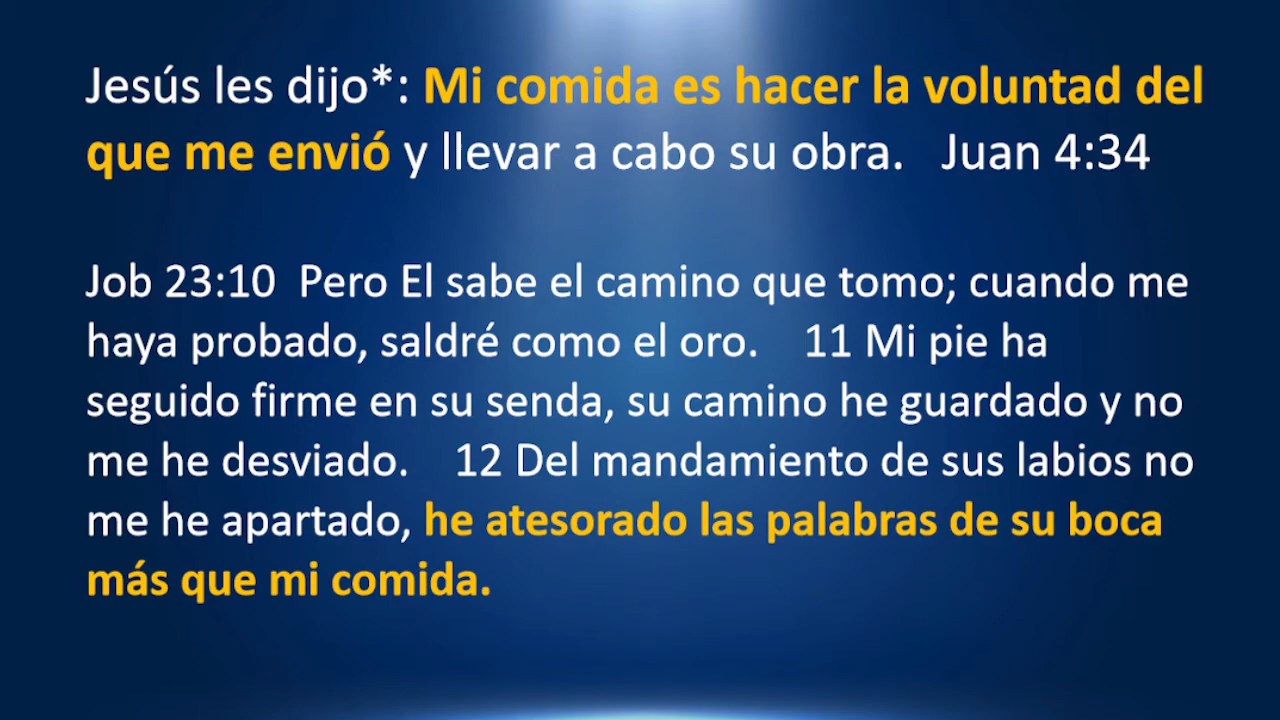 Jesús les dijo*: Mi comida es hacer la voluntad del
que me envió y llevar a cabo su obra. Juan 4:34
Job 23:10 Pero El sabe el camino que tomo; cuando me
haya probado, saldré como el oro. 11 Mi pie ha
seguido firme en su senda, su camino he guardado y no
me he desviado. 12 Del mandamiento de sus labios no
me he apartado, he atesorado las palabras de su boca
más que mi comida.